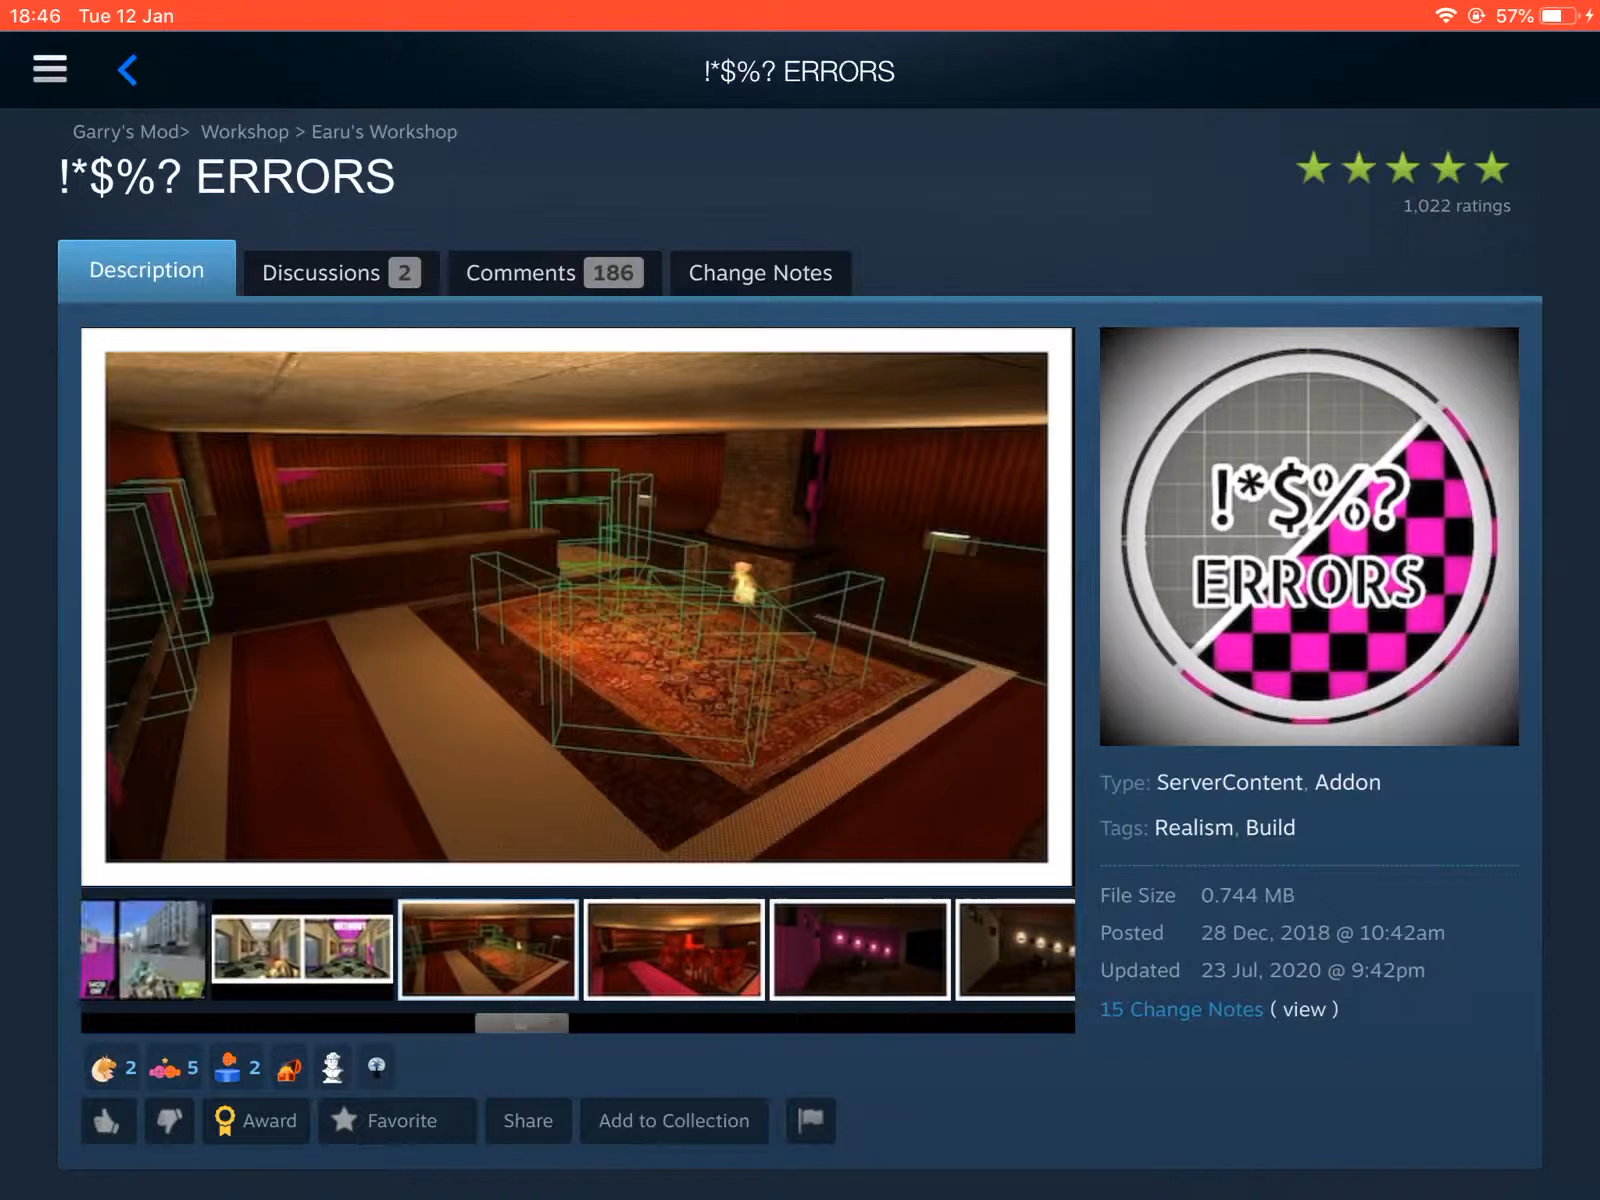 18:46 Tue 12 Jan 57%
!*$%? ERRORS
Garry's Mod> Workshop > Earu's Workshop
!*$%? ERRORS
1,022 ratings
Description
Discussions 2
Comments 186
Change Notes
!*$%?
ERRORS
Type: ServerContent, Addon
Tags: Realism, Build
File Size 0.744 MB
Posted 28 Dec, 2018 @ 10:42am
Updated 23 Jul, 2020 @ 9:42pm
15 Change Notes ( view )
2 5 2
Award
Favorite
Share
Add to Collection